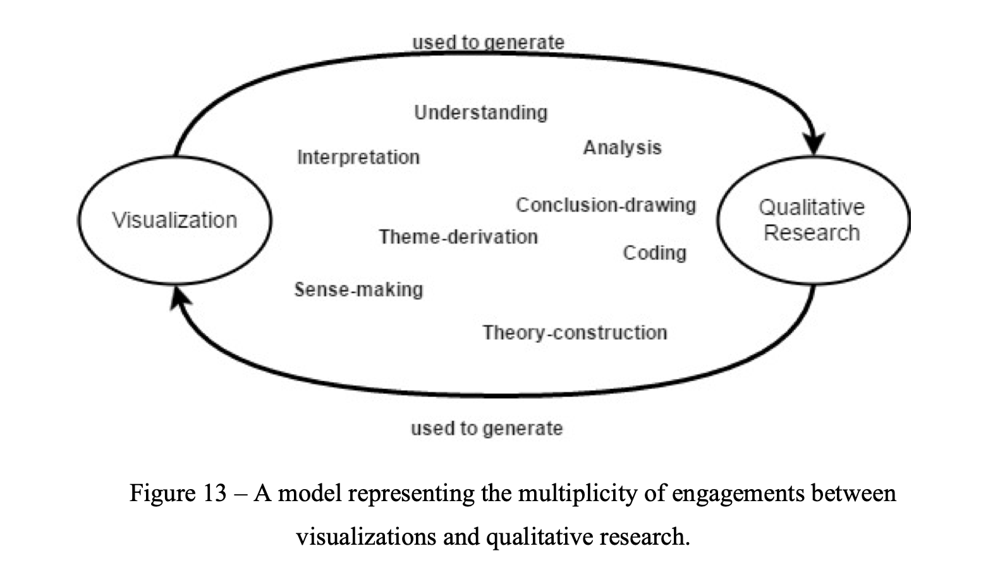 used to generate
Understanding
Analysis
Interpretation
Conclusion-drawing
Qualitative
Research
Visualization
Theme-derivation
Coding
Sense-making
Theory-construction
used to generate
Figure 13 – A model representing the multiplicity of engagements between
visualizations and qualitative research.